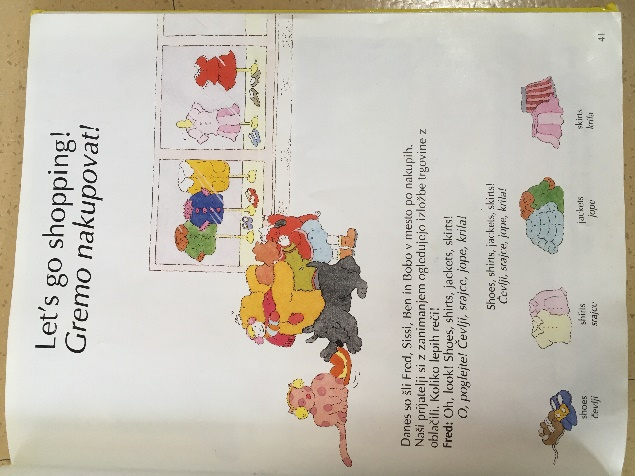 Let's go shopping!
Gremo nakupovat!
Danes so šli Fred, Sissi, Ben in Bobo v mesto po nakupih.
Naši prijatelji si z zanimanjem ogledujejo izložbe trgovine z
oblačili. Koliko lepih reči!
Fred: Oh, look! Shoes, shirts, jackets, skirts!
O, poglejte! Čevlji, srajce, jope, krila!
Shoes, shirts, jackets, skirts!
Čevlji, srajce, jope, krila!
shoes
čevlji
shirts
srajce
jackets
jope
skirts
krila
41